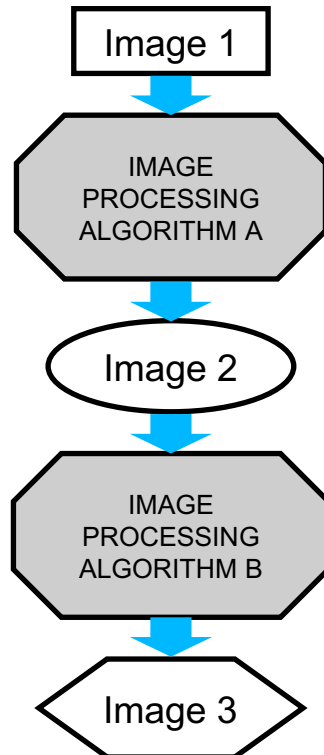 Image 1
IMAGE
PROCESSING
ALGORITHM A
Image 2
IMAGE
PROCESSING
ALGORITHM B
Image 3